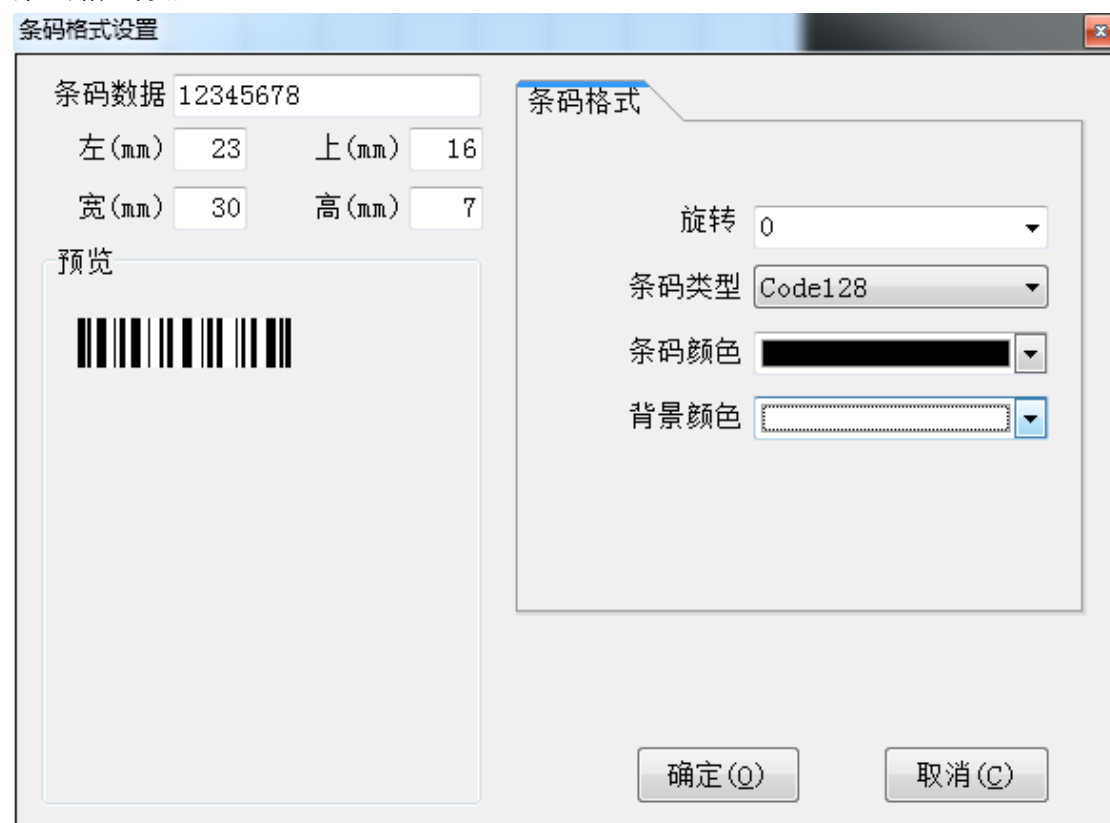 条码格式设置
条码数据 12345678
左(mm) 23 上(mm) 16
宽(mm) 30 高(mm) 7
预览
条码格式
旋转 0
条码类型 Code128
条码颜色
背景颜色
确定(O) 取消(C)